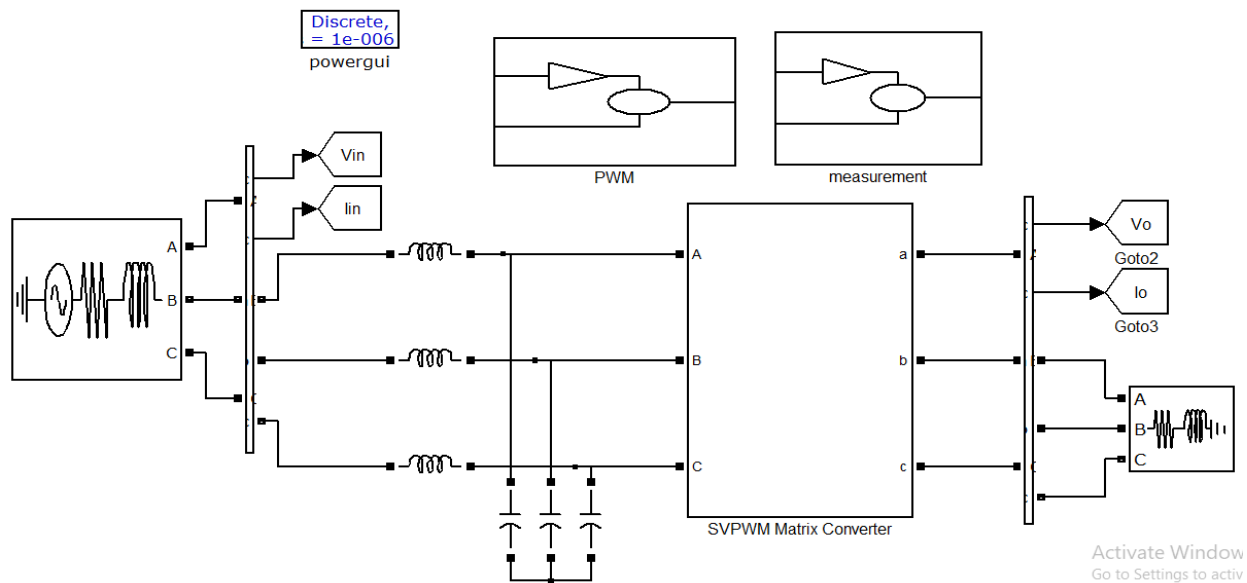 Discrete,
= 1e-006
powergui
PWM
measurement
Vin
Iin
A
B
C
A
B
C
a
b
c
SVPWM Matrix Converter
Vo
Goto2
Io
Goto3
A
B
C
Activate Window
Go to Settings to activ